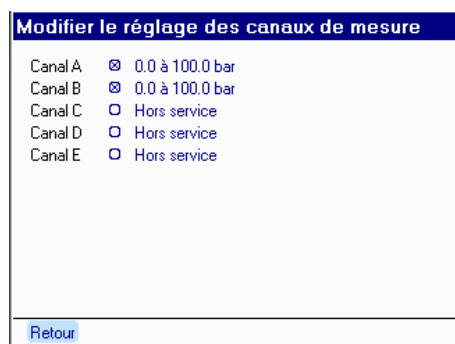 Modifier le réglage des canaux de mesure
Canal A 0.0 à 100.0 bar
Canal B 0.0 à 100.0 bar
Canal C Hors service
Canal D Hors service
Canal E Hors service
Retour